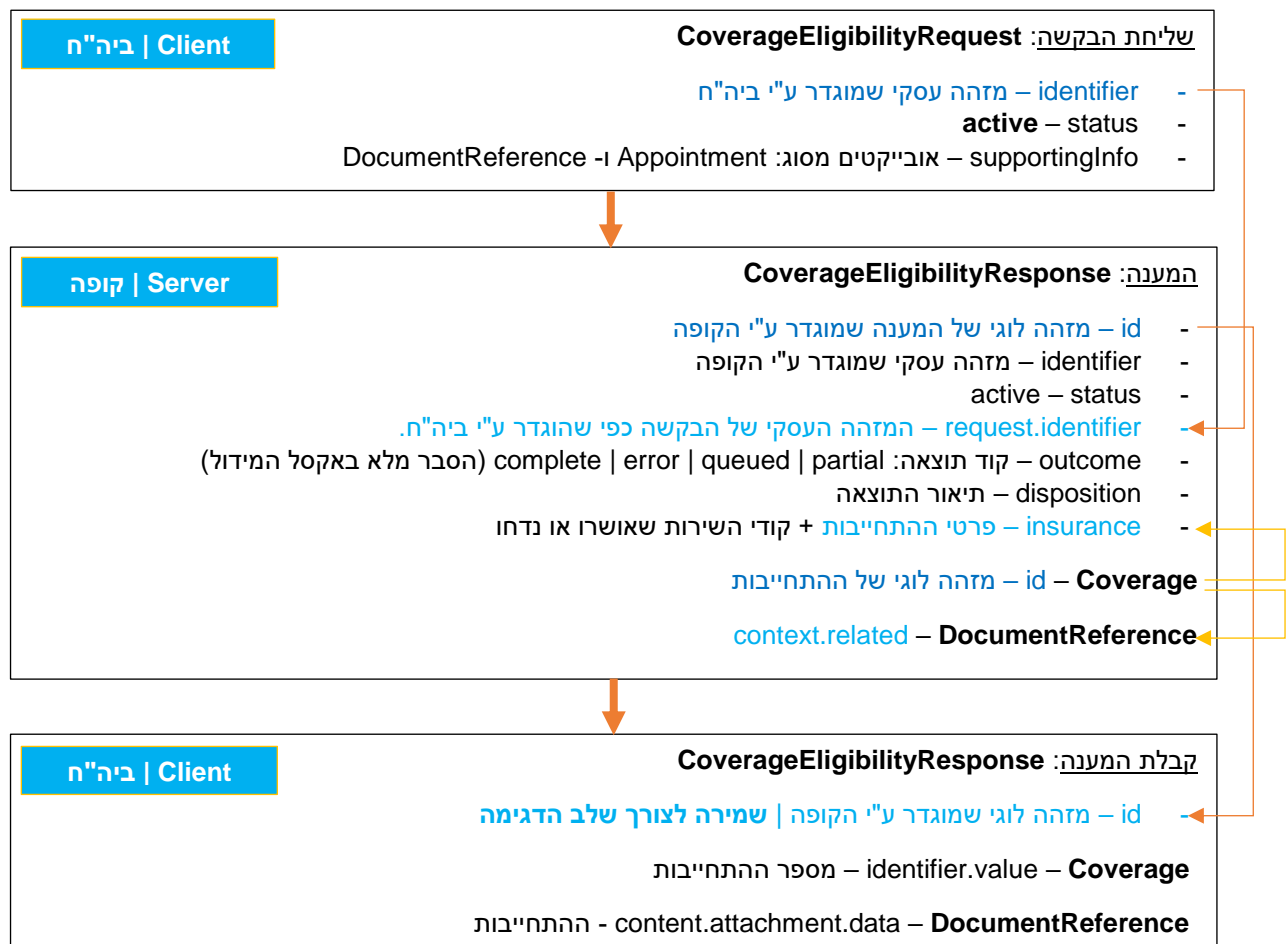 Client | ביה"ח
שליחת הבקשה: CoverageEligibilityRequest
- identifier – מזהה עסקי שמוגדר ע"י ביה"ח
- status – active
- supportingInfo – אובייקטים מסוג: Appointment ו- DocumentReference
Server | קופה
המענה: CoverageEligibilityResponse
- id – מזהה לוגי של המענה שמוגדר ע"י הקופה
- identifier – מזהה עסקי שמוגדר ע"י הקופה
- status – active
- request.identifier – המזהה העסקי של הבקשה כפי שהוגדר ע"י ביה"ח.
- outcome – קוד תוצאה: complete | error | queued | partial (הסבר מלא באקסל המידול)
- disposition – תיאור התוצאה
- insurance – פרטי ההתחייבות + קודי השירות שאושרו או נדחו
Coverage – id – מזהה לוגי של ההתחייבות
DocumentReference – context.related
Client | ביה"ח
קבלת המענה: CoverageEligibilityResponse
- id – מזהה לוגי שמוגדר ע"י הקופה | שמירה לצורך שלב הדגימה
Coverage – identifier.value – מספר ההתחייבות
DocumentReference – content.attachment.data - ההתחייבות